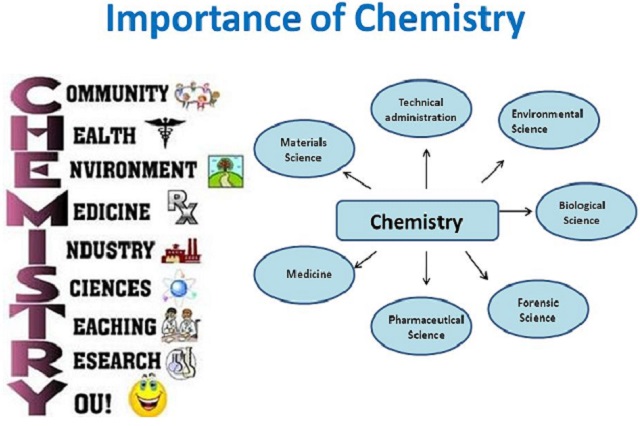 Importance of Chemistry
COMMUNITY
HEALTH
ENVIRONMENT
MEDICINE
INDUSTRY
SCIENCES
TEACHING
RESEARCH
YOU!
Technical
administration
Environmental
Science
Materials
Science
Chemistry
Biological
Science
Medicine
Pharmaceutical
Science
Forensic
Science